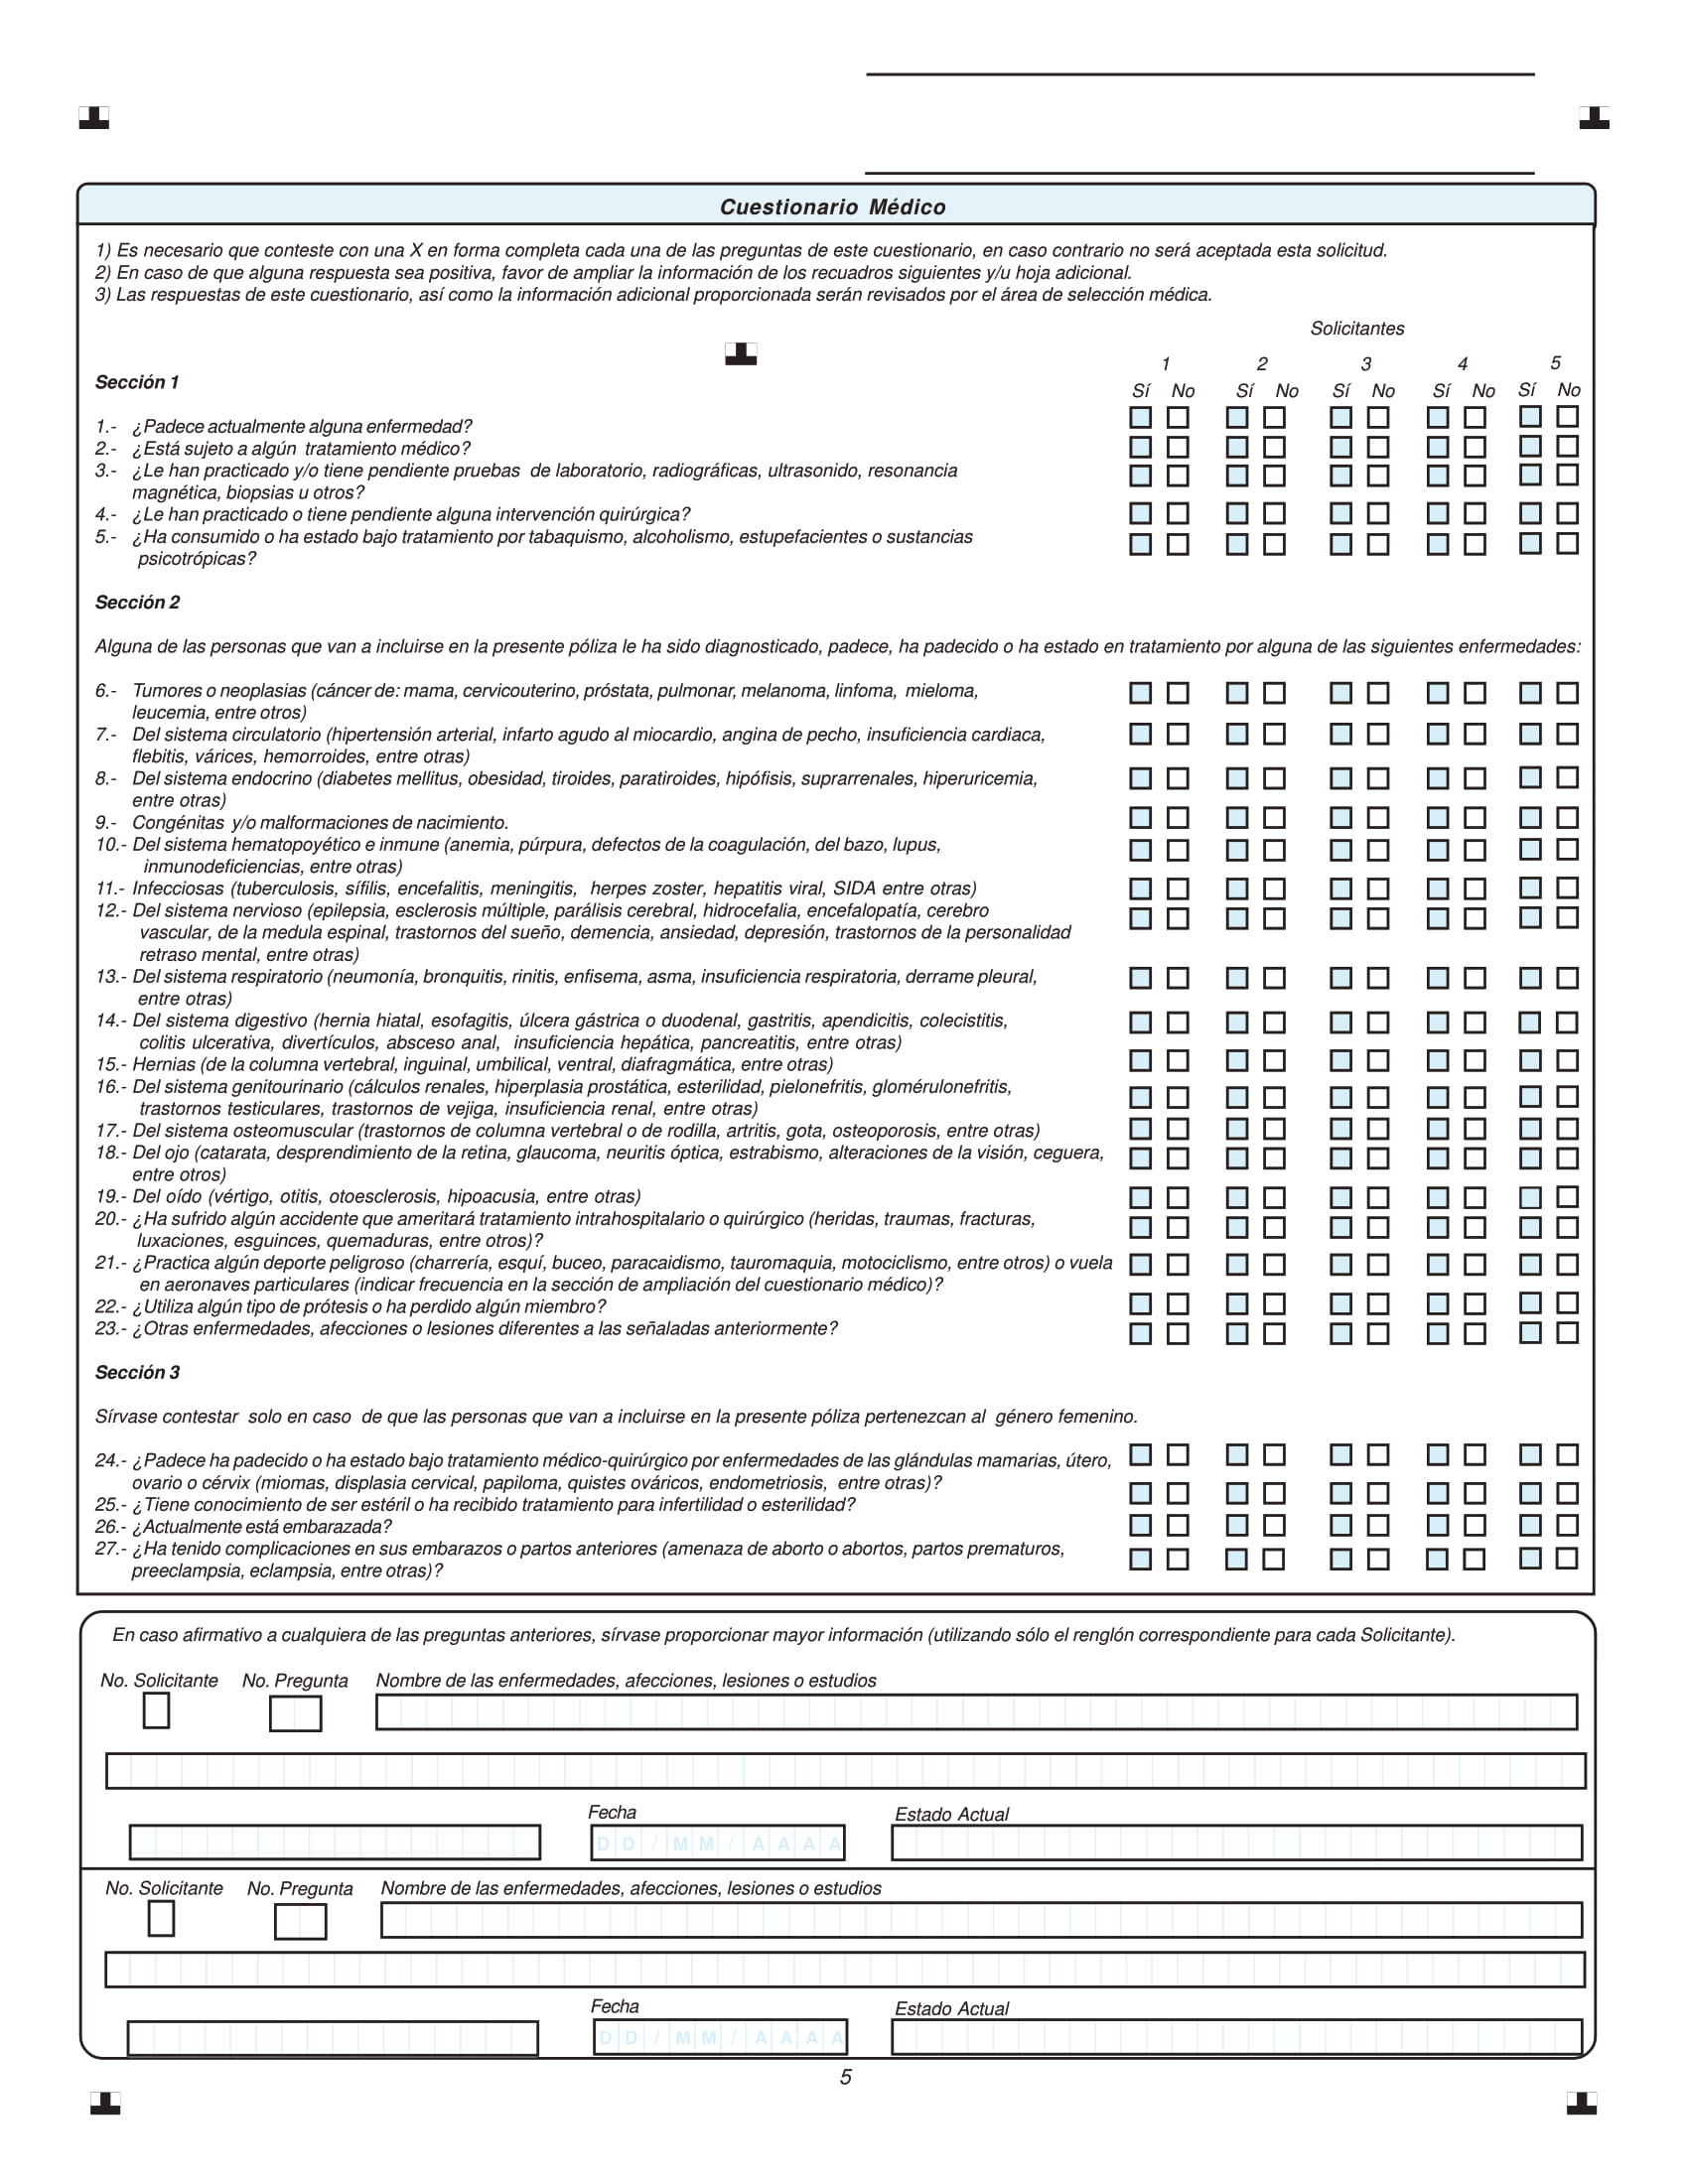 Cuestionario Médico
1) Es necesario que conteste con una X en forma completa cada una de las preguntas de este cuestionario, en caso contrario no será aceptada esta solicitud.
2) En caso de que alguna respuesta sea positiva, favor de ampliar la información de los recuadros siguientes y/u hoja adicional.
3) Las respuestas de este cuestionario, así como la información adicional proporcionada serán revisados por el área de selección médica.
Solicitantes
1 2 3 4 5
Sección 1
Sí No Sí No Sí No Sí No Sí No
1.- ¿Padece actualmente alguna enfermedad?
2.- ¿Está sujeto a algún tratamiento médico?
3.- ¿Le han practicado y/o tiene pendiente pruebas de laboratorio, radiográficas, ultrasonido, resonancia
magnética, biopsias u otros?
4.- ¿Le han practicado o tiene pendiente alguna intervención quirúrgica?
5.- ¿Ha consumido o ha estado bajo tratamiento por tabaquismo, alcoholismo, estupefacientes o sustancias
psicotrópicas?
Sección 2
Alguna de las personas que van a incluirse en la presente póliza le ha sido diagnosticado, padece, ha padecido o ha estado en tratamiento por alguna de las siguientes enfermedades:
6.- Tumores o neoplasias (cáncer de: mama, cervicouterino, próstata, pulmonar, melanoma, linfoma, mieloma,
leucemia, entre otros)
7.- Del sistema circulatorio (hipertensión arterial, infarto agudo al miocardio, angina de pecho, insuficiencia cardiaca,
flebitis, várices, hemorroides, entre otras)
8.- Del sistema endocrino (diabetes mellitus, obesidad, tiroides, paratiroides, hipófisis, suprarrenales, hiperuricemia,
entre otras)
9.- Congénitas y/o malformaciones de nacimiento.
10.- Del sistema hematopoyético e inmune (anemia, púrpura, defectos de la coagulación, del bazo, lupus,
inmunodeficiencias, entre otras)
11.- Infecciosas (tuberculosis, sífilis, encefalitis, meningitis, herpes zoster, hepatitis viral, SIDA entre otras)
12.- Del sistema nervioso (epilepsia, esclerosis múltiple, parálisis cerebral, hidrocefalia, encefalopatía, cerebro
vascular, de la medula espinal, trastornos del sueño, demencia, ansiedad, depresión, trastornos de la personalidad
retraso mental, entre otras)
13.- Del sistema respiratorio (neumonía, bronquitis, rinitis, enfisema, asma, insuficiencia respiratoria, derrame pleural,
entre otras)
14.- Del sistema digestivo (hernia hiatal, esofagitis, úlcera gástrica o duodenal, gastritis, apendicitis, colecistitis,
colitis ulcerativa, divertículos, absceso anal, insuficiencia hepática, pancreatitis, entre otras)
15.- Hernias (de la columna vertebral, inguinal, umbilical, ventral, diafragmática, entre otras)
16.- Del sistema genitourinario (cálculos renales, hiperplasia prostática, esterilidad, pielonefritis, glomérulonefritis,
trastornos testiculares, trastornos de vejiga, insuficiencia renal, entre otras)
17.- Del sistema osteomuscular (trastornos de columna vertebral o de rodilla, artritis, gota, osteoporosis, entre otras)
18.- Del ojo (catarata, desprendimiento de la retina, glaucoma, neuritis óptica, estrabismo, alteraciones de la visión, ceguera,
entre otros)
19.- Del oído (vértigo, otitis, otoesclerosis, hipoacusia, entre otras)
20.- ¿Ha sufrido algún accidente que ameritará tratamiento intrahospitalario o quirúrgico (heridas, traumas, fracturas,
luxaciones, esguinces, quemaduras, entre otros)?
21.- ¿Practica algún deporte peligroso (charrería, esquí, buceo, paracaidismo, tauromaquia, motociclismo, entre otros) o vuela
en aeronaves particulares (indicar frecuencia en la sección de ampliación del cuestionario médico)?
22.- ¿Utiliza algún tipo de prótesis o ha perdido algún miembro?
23.- ¿Otras enfermedades, afecciones o lesiones diferentes a las señaladas anteriormente?
Sección 3
Sírvase contestar solo en caso de que las personas que van a incluirse en la presente póliza pertenezcan al género femenino.
24.- ¿Padece ha padecido o ha estado bajo tratamiento médico-quirúrgico por enfermedades de las glándulas mamarias, útero,
ovario o cérvix (miomas, displasia cervical, papiloma, quistes ováricos, endometriosis, entre otras)?
25.- ¿Tiene conocimiento de ser estéril o ha recibido tratamiento para infertilidad o esterilidad?
26.- ¿Actualmente está embarazada?
27.- ¿Ha tenido complicaciones en sus embarazos o partos anteriores (amenaza de aborto o abortos, partos prematuros,
preeclampsia, eclampsia, entre otras)?
En caso afirmativo a cualquiera de las preguntas anteriores, sírvase proporcionar mayor información (utilizando sólo el renglón correspondiente para cada Solicitante).
No. Solicitante No. Pregunta Nombre de las enfermedades, afecciones, lesiones o estudios
Fecha Estado Actual
DD/MM/AAAA
No. Solicitante No. Pregunta Nombre de las enfermedades, afecciones, lesiones o estudios
Fecha Estado Actual
DD/MM/AAAA
5